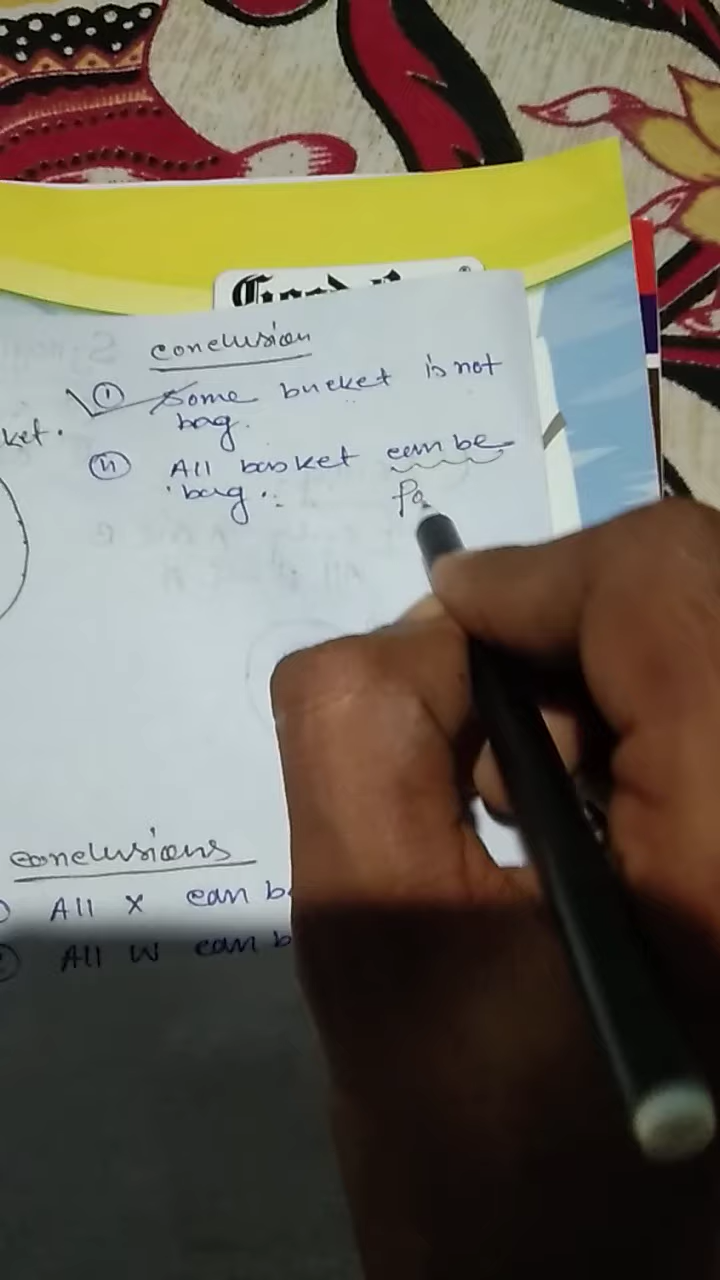 conclusion
① Some bucket is not
bag.
ket.
② All basket can be
bag.
Po
conclusions
All X can b
All W can b